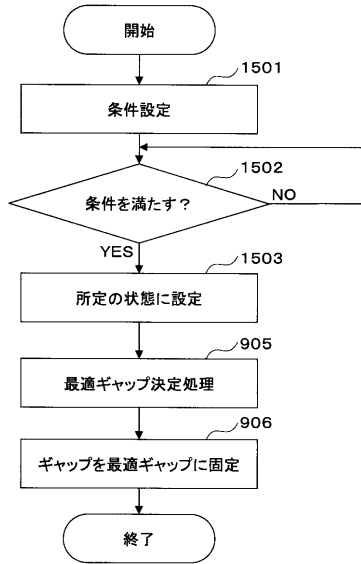 開始
1501
条件設定
1502
条件を満たす？
NO
YES
1503
所定の状態に設定
905
最適ギャップ決定処理
906
ギャップを最適ギャップに固定
終了